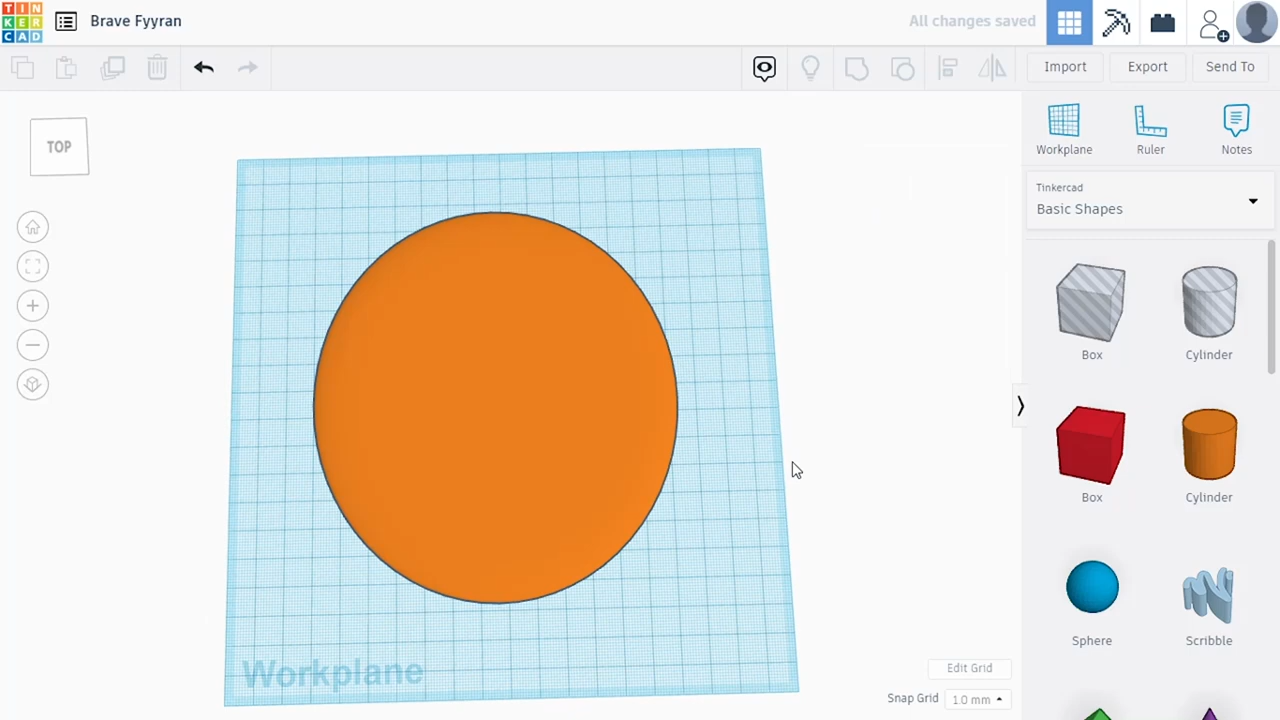 TIN
KER
CAD
Brave Fyyran
All changes saved
Import
Export
Send To
TOP
Workplane
Ruler
Notes
Tinkercad
Basic Shapes
Box
Cylinder
Box
Cylinder
Sphere
Scribble
Workplane
Edit Grid
Snap Grid
1.0 mm